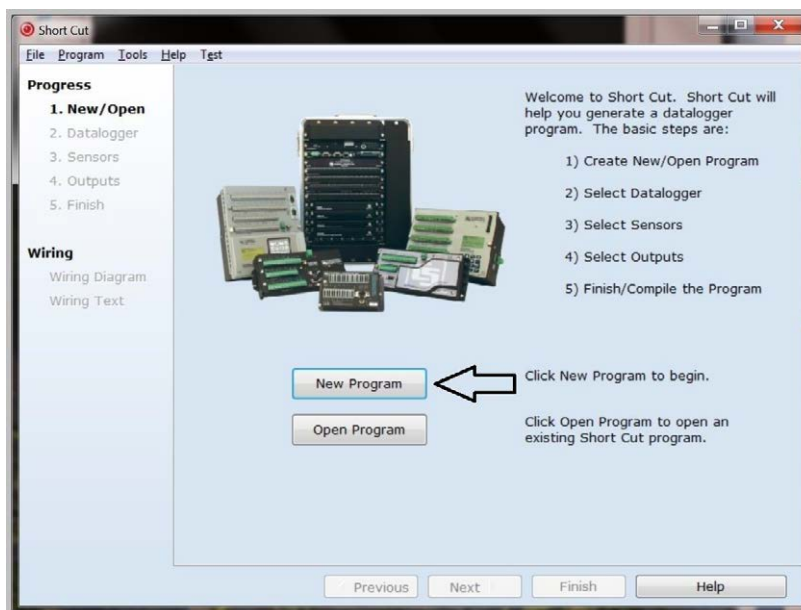 Short Cut
File Program Tools Help Test
Progress
1. New/Open
2. Datalogger
3. Sensors
4. Outputs
5. Finish
Wiring
Wiring Diagram
Wiring Text
Welcome to Short Cut. Short Cut will
help you generate a datalogger
program. The basic steps are:
1) Create New/Open Program
2) Select Datalogger
3) Select Sensors
4) Select Outputs
5) Finish/Compile the Program
New Program
Click New Program to begin.
Open Program
Click Open Program to open an
existing Short Cut program.
Previous Next Finish Help